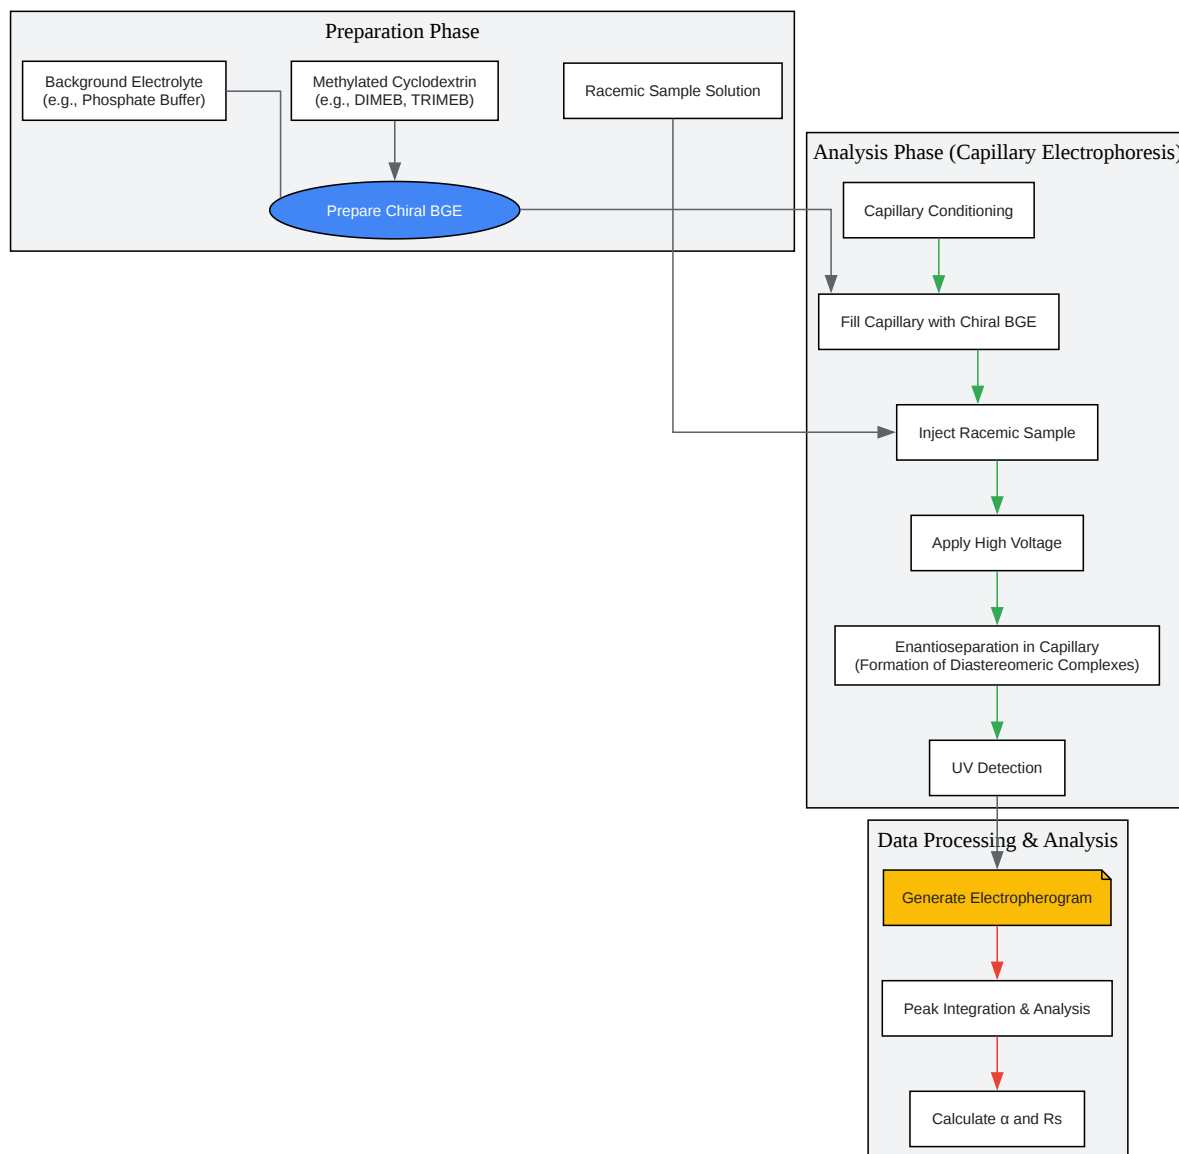 Preparation Phase
Background Electrolyte
(e.g., Phosphate Buffer)
Methylated Cyclodextrin
(e.g., DIMEB, TRIMEB)
Racemic Sample Solution
Prepare Chiral BGE
Analysis Phase (Capillary Electrophoresis)
Capillary Conditioning
Fill Capillary with Chiral BGE
Inject Racemic Sample
Apply High Voltage
Enantioseparation in Capillary
(Formation of Diastereomeric Complexes)
UV Detection
Data Processing & Analysis
Generate Electropherogram
Peak Integration & Analysis
Calculate α and Rs